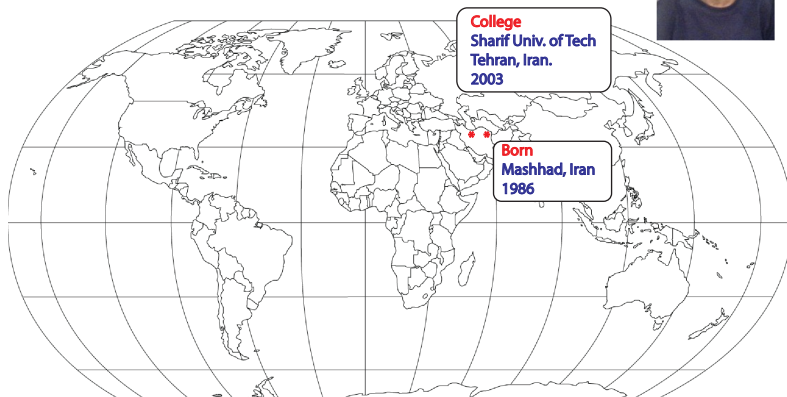 College
Sharif Univ. of Tech
Tehran, Iran.
2003
Born
Mashhad, Iran
1986